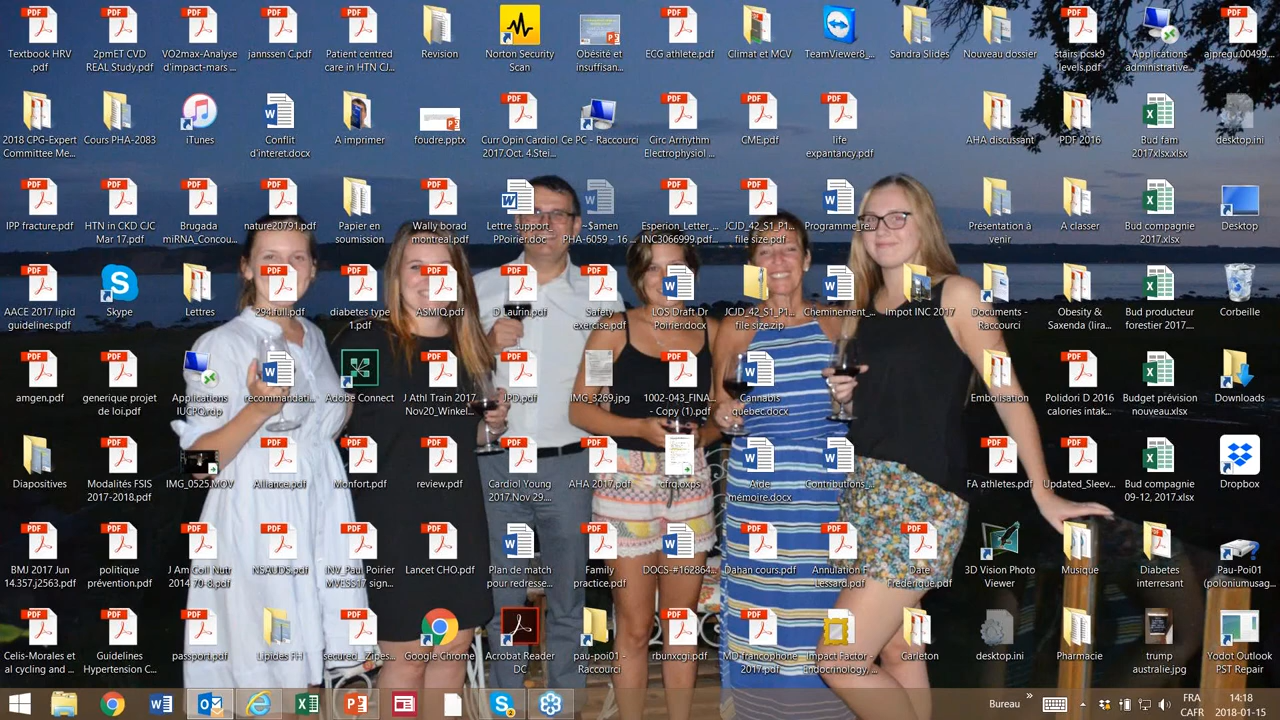 Textbook HRV .pdf
2pmET CVD REAL Study.pdf
VO2max-Analyse d'impact-mars ...
jannssen C.pdf
Patient centred care in HTN CJ...
Revision
Norton Security Scan
Obésité et insuffisan...
ECG athlete.pdf
Climat et MCV
TeamViewer8_...
Sandra Slides
Nouveau dossier
stairs pcsk9 levels.pdf
Applications administrative...
ajpregu.00499...
2018 CPG-Expert Committee Me...
Cours PHA-2083
iTunes
Conflit d'interet.docx
A imprimer
foudre.pptx
Curr Opin Cardiol 2017.Oct. 4.Stei...
Ce PC - Raccourci
Circ Arrhythm Electrophysiol ...
CME.pdf
life expantancy.pdf
AHA discussant
PDF 2016
Bud fam 2017xlsx.xlsx
desktop.ini
IPP fracture.pdf
HTN in CKD CJC Mar 17.pdf
Brugada miRNA_Concou...
nature20791.pdf
Papier en soumission
Wally borad montreal.pdf
Lettre support_ PPoirier.doc
~$amen PHA-6059 - 16 ...
Esperion_Letter_... INC3066999.pdf...
JCJD_42_S1_P1... file size.pdf
Programme_re...
Présentation à venir
A classer
Bud compagnie 2017.xlsx
Desktop
AACE 2017 lipid guidelines.pdf
Skype
Lettres
294.full.pdf
diabetes type 1.pdf
ASMIQ.pdf
D Laurin.pdf
Safety exercise.pdf
LOS Draft Dr Poirier.docx
JCJD_42_S1_P1... file size.zip
Cheminement_...
Impot INC 2017
Documents - Raccourci
Obesity & Saxenda (lira...
Bud producteur forestier 2017....
Corbeille
amgen.pdf
generique projet de loi.pdf
Applications IUCPQ.rdp
recommandati...
Adobe Connect
J Athl Train 2017 Nov20_Winkel...
JPD.pdf
IMG_3269.jpg
1002-043_FINA... - Copy (1).pdf
Cannabis québec.docx
Embolisation
Polidori D 2016 calories intak...
Budget prévision nouveau.xlsx
Downloads
Diapositives
Modalités FSIS 2017-2018.pdf
IMG_0525.MOV
Alliance.pdf
Monfort.pdf
review.pdf
Cardiol Young 2017.Nov 29....
AHA 2017.pdf
cfrq.oxps
Aide mémoire.docx
Contributions_...
FA athletes.pdf
Updated_Sleev...
Bud compagnie 09-12, 2017.xlsx
Dropbox
BMJ 2017 Jun 14.357.j2563.pdf
politique prévention.pdf
J Am Coll Nutr 2014 70-8.pdf
NSAUDS.pdf
INV_Paul_Poirier MVESS17 sign...
Lancet CHO.pdf
Plan de match pour redresse...
Family practice.pdf
DOCS-#162864...
Dahan cours.pdf
Annulation F Lessard.pdf
Date Frederique.pdf
3D Vision Photo Viewer
Musique
Diabetes interresant
Pau-Poi01 (poloniumusag...
Celis-Morales et al cycling and ...
Guidelines Hypertension C...
passport.pdf
Lipides FH
secured_ Zipes...
Google Chrome
Acrobat Reader DC
pau-poi01 - Raccourci
rbunxcgi.pdf
MD francophone 2017.pdf
Impact Factor - Endocrinology ...
Carleton
desktop.ini
Pharmacie
trump australie.jpg
Yodot Outlook PST Repair
Bureau
FRA
CAFR
14:18
2018-01-15